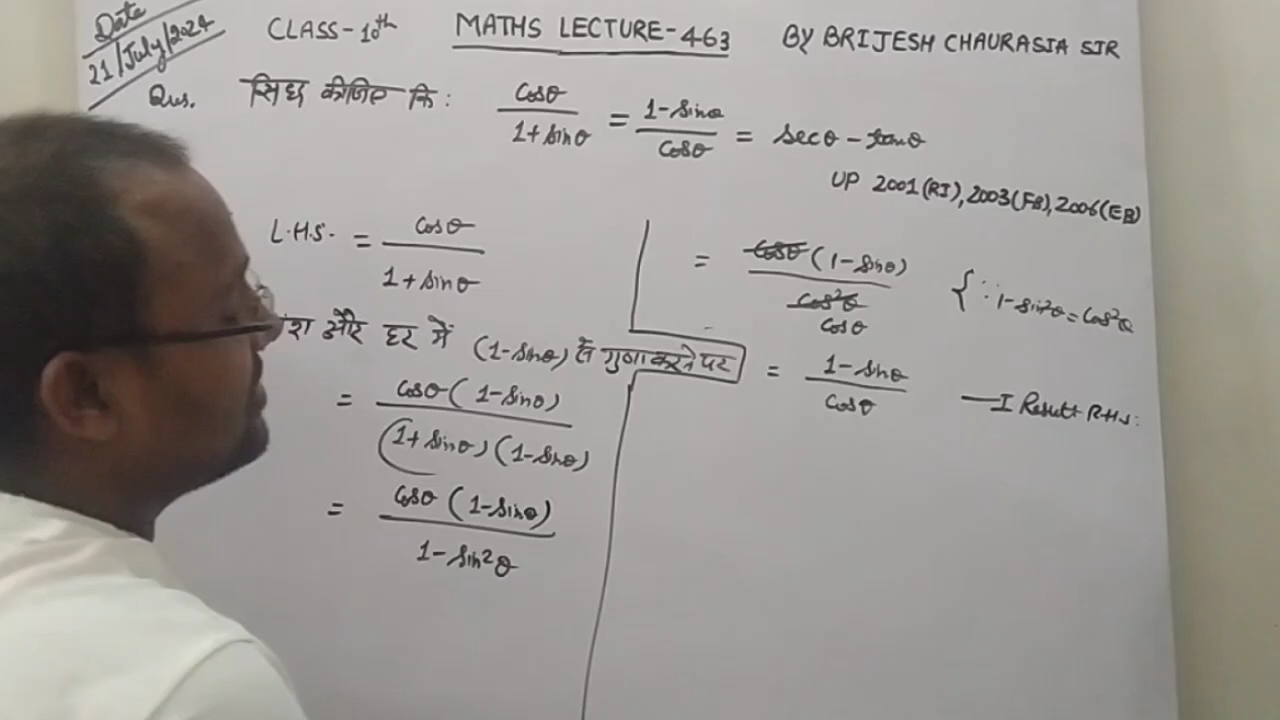 Date
21/July/2024
CLASS-10th MATHS LECTURE-463 BY BRIJESH CHAURASIA SIR
Qus. सिद्ध कीजिए कि: cosθ/(1+sinθ) = (1-sinθ)/cosθ = secθ - tanθ
UP 2001(RI), 2003(FB), 2006(EB)
L.H.S. = cosθ/(1+sinθ)
और हर में (1-sinθ) से गुणा करने पर
= cosθ(1-sinθ)/((1+sinθ)(1-sinθ))
= cosθ(1-sinθ)/(1-sin²θ)
= cosθ(1-sinθ)/cos²θ {∵1-sin²θ=cos²θ
cosθ
= (1-sinθ)/cosθ —I Result R.H.S: